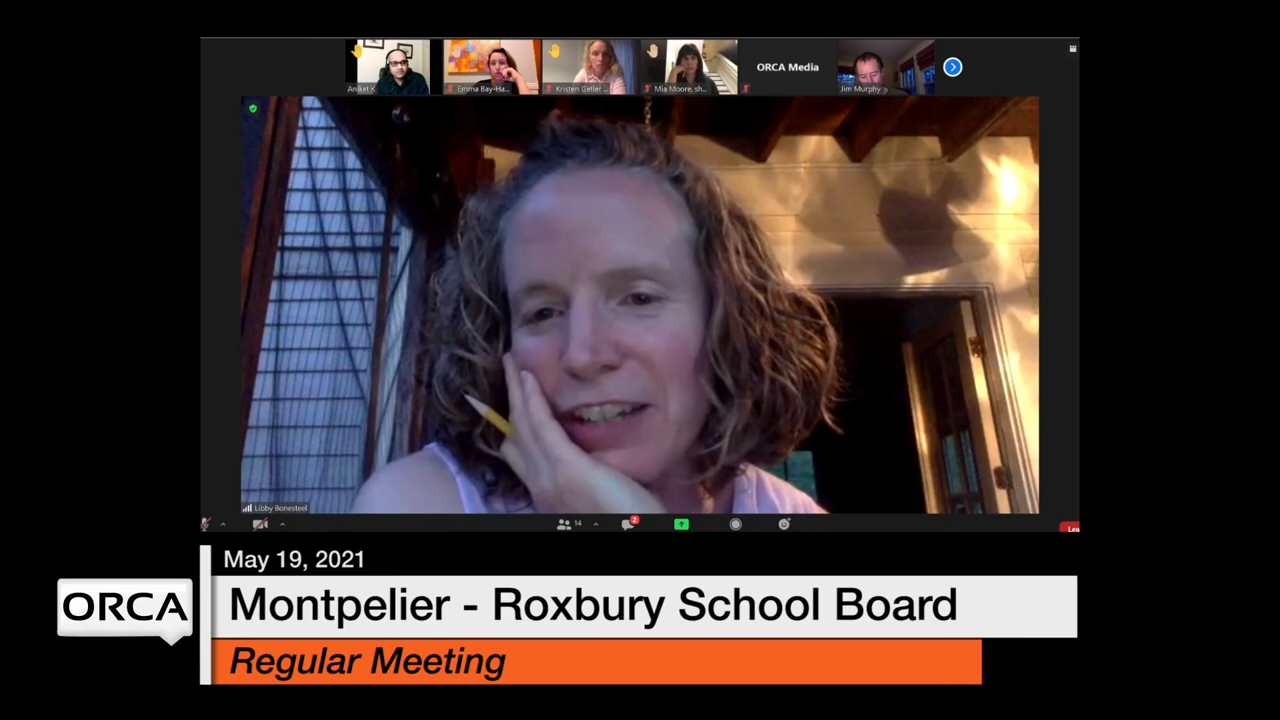 Aniket K
Emma Bay-Ha...
Kristen Getler ...
Mia Moore, sh...
ORCA Media
Jim Murphy
Libby Bonesteel
14
2
Lea
May 19, 2021
ORCA
Montpelier - Roxbury School Board
Regular Meeting